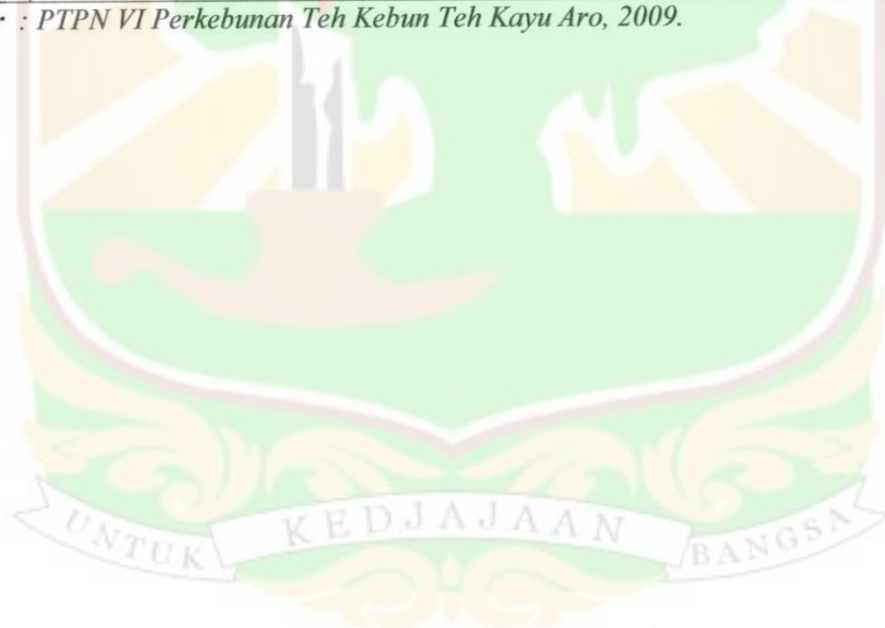 : PTPN VI Perkebunan Teh Kebun Teh Kayu Aro, 2009.
UNTUK KEDJAJAAN BANGSA